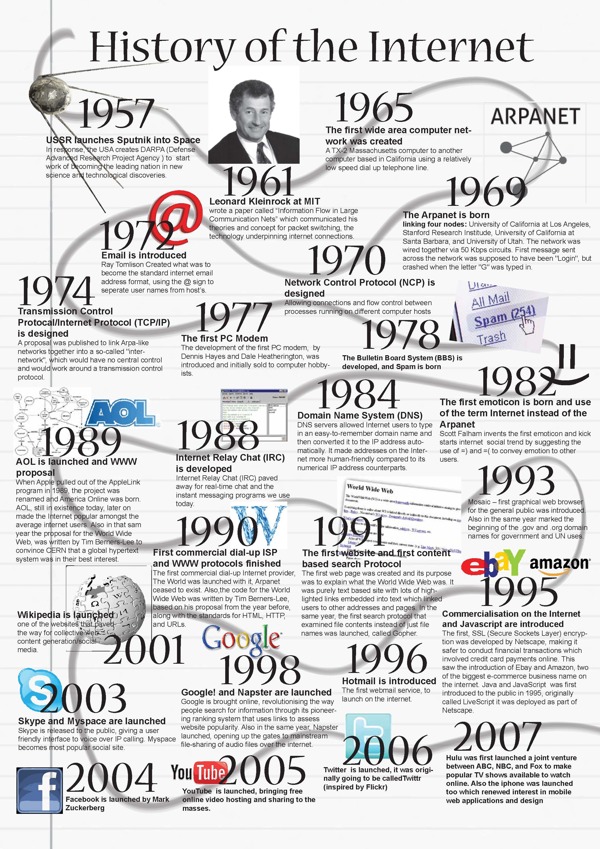 History of the Internet
1957
USSR launches Sputnik into Space
In response, the USA creates DARPA (Defense
Advanced Research Project Agency ) to start
work of becoming the leading nation in new
science and technological discoveries.
1961
Leonard Kleinrock at MIT
wrote a paper called "Information Flow in Large
Communication Nets" which communicated his
theories and concept for packet switching, the
technology underpinning internet connections.
1965
The first wide area computer net-
work was created
A TX-2 Massachusetts computer to another
computer based in California using a relatively
low speed dial up telephone line.
ARPANET
1969
The Arpanet is born
linking four nodes: University of California at Los Angeles,
Stanford Research Institude, University of California at
Santa Barbara, and University of Utah. The network was
wired together via 50 Kbps circuits. First message sent
across the network was supposed to have been "Login", but
crashed when the letter "G" was typed in.
@
1972
Email is introduced
Ray Tomlison Created what was to
become the standard internet email
address format, using the @ sign to
seperate user names from host's.
1970
Network Control Protocol (NCP) is
designed
Allowing connections and flow control between
processes running on different computer hosts
1974
Transmission Control
Protocal/Internet Protocol (TCP/IP)
is designed
A proposal was published to link Arpa-like
networks together into a so-called "inter-
network", which would have no central control
and would work around a transmission control
protocol.
1977
The first PC Modem
The development of the first PC modem, by
Dennis Hayes and Dale Heatherington, was
introduced and initially sold to computer hobby-
ists.
1978
The Bulletin Board System (BBS) is
developed, and Spam is born
All Mail
Spam (254)
Trash
=)
1982
The first emoticon is born and use
of the term Internet instead of the
Arpanet
Scott Falham invents the first emoticon and kick
starts internet social trend by suggesting the
use of =) and =( to convey emotion to other
users.
1984
Domain Name System (DNS)
DNS servers allowed Internet users to type
in an easy-to-remember domain name and
then converted it to the IP address auto-
matically. It made addresses on the Inter-
net more human-friendly compared to its
numerical IP address counterparts.
AOL
1989
AOL is launched and WWW
proposal
When Apple pulled out of the AppleLink
program in 1989, the project was
renamed and America Online was born.
AOL, still in existence today, later on
made the Internet popular amongst the
average internet users. Also in that sam
year the proposal for the World Wide
Web, was written by Tim Berners-Lee to
convince CERN that a global hypertext
system was in their best interest.
1988
Internet Relay Chat (IRC)
is developed
Internet Relay Chat (IRC) paved
away for real-time chat and the
instant messaging programs we use
today.
1990
First commercial dial-up ISP
and WWW protocols finished
The first commercial dial-up internet provider,
The World was launched with it, Arpanet
ceased to exist. Also,the code for the World
Wide Web was written by Tim Berners-Lee,
based on his proposal from the year before,
along with the standards for HTML, HTTP,
and URLs.
World Wide Web
1991
The first website and first content
based search Protocol
The first web page was created and its purpose
was to explain what the World Wide Web was. It
was purely text based site with lots of high-
lighted links embedded into text which linked
users to other addresses and pages. In the same
year, the first search protocol that
examined file contents instead of just file
names was launched, called Gopher.
1993
Mosaic – first graphical web browser
for the general public was introduced.
Also in the same year marked the
beginning of the .gov and .org domain
names for government and UN uses.
ebay
amazon
1995
Commercialisation on the Internet
and Javascript are introduced
The first, SSL (Secure Sockets Layer) encryp-
tion was developed by Netscape, making it
safer to conduct financial transactions which
involved credit card payments online. This
saw the introduction of Ebay and Amazon, two
of the biggest e-commerce business name on
the internet. Java and JavaScript was first
introduced to the public in 1995, originally
called LiveScript it was deployed as part of
Netscape.
Wikipedia is launched
one of the websites that paves
the way for collective web
content generation/social
media.
2001
Google
1998
Google! and Napster are launched
Google is brought online, revolutionising the way
people search for information through its pioneer-
ing ranking system that uses links to assess
website popularity. Also in the same year, Napster
launched, opening up the gates to mainstream
file-sharing of audio files over the internet.
1996
Hotmail is introduced
The first webmail service, to
launch on the internet.
S
2003
Skype and Myspace are launched
Skype is released to the public, giving a user
friendly interface to voice over IP calling. Myspace
becomes most popular social site.
f
2004
Facebook is launched by Mark
Zuckerberg
YouTube
2005
YouTube is launched, bringing free
online video hosting and sharing to the
masses.
t
2006
Twitter is launched, it was origi-
nally going to be calledTwittr
(inspired by Flickr)
2007
Hulu was first launched a joint venture
between ABC, NBC, and Fox to make
popular TV shows available to watch
online. Also the iphone was launched
too which renewed interest in mobile
web applications and design